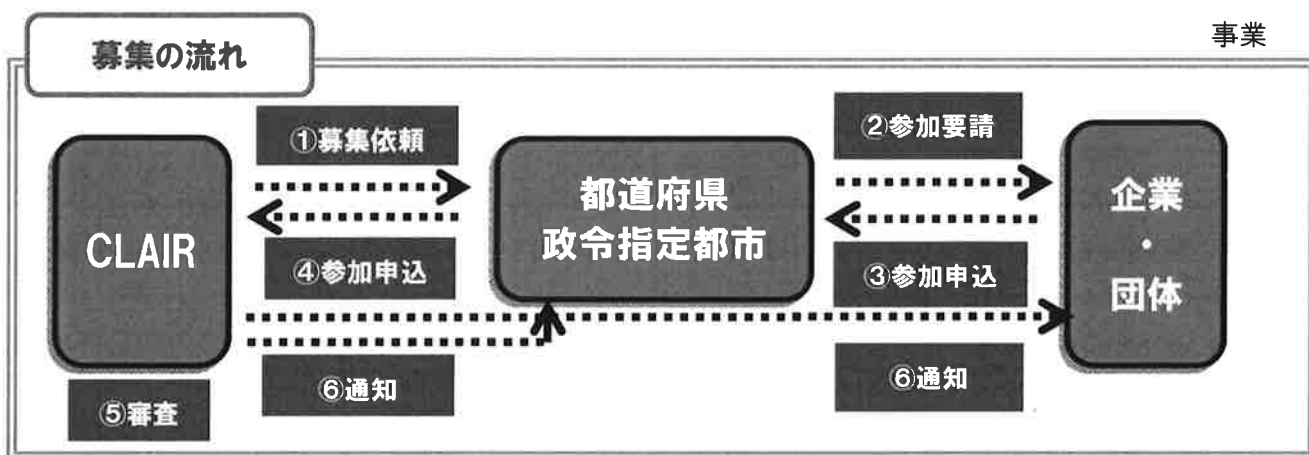 事業
募集の流れ
①募集依頼
②参加要請
CLAIR
都道府県
政令指定都市
企業
・
団体
④参加申込
③参加申込
⑥通知
⑥通知
⑤審査